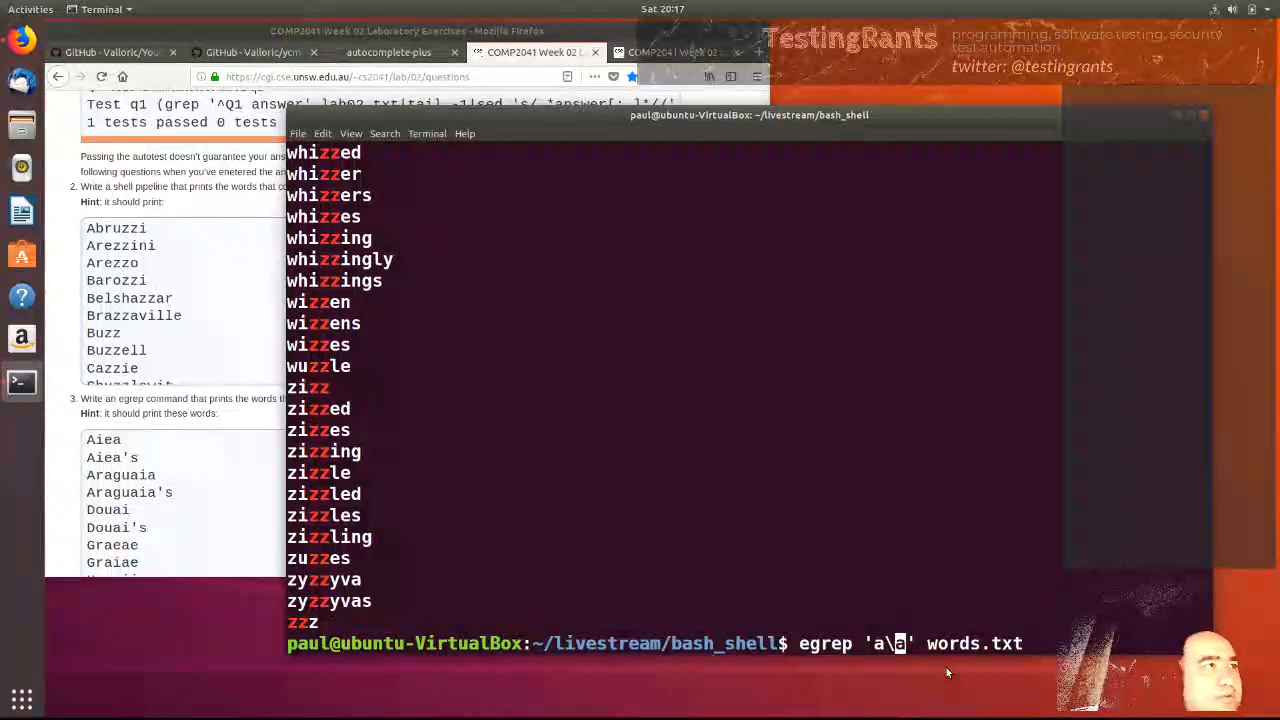 Activities
Terminal
Sat 20:17
COMP2041 Week 02 Laboratory Exercises - Mozilla Firefox
GitHub - Valloric/You
GitHub - Valloric/ycm
autocomplete-plus
COMP2041 Week 02 L
COMP2041 Week 02
https://cgi.cse.unsw.edu.au/~cs2041/lab/02/questions
TestingRants
programming, software testing, security
test automation
twitter: @testingrants
Test q1 (grep '^Q1 answer' lab02.txt|tail -1|sed 's/.*answer[: ]*//'
1 tests passed 0 tests
Passing the autotest doesn't guarantee your ans
following questions when you've enetered the an
2. Write a shell pipeline that prints the words that co
Hint: it should print:
Abruzzi
Arezzini
Arezzo
Barozzi
Belshazzar
Brazzaville
Buzz
Buzzell
Cazzie
Chuzzlewit
3. Write an egrep command that prints the words th
Hint: it should print these words:
Aiea
Aiea's
Araguaia
Araguaia's
Douai
Douai's
Graeae
Graiae
paul@ubuntu-VirtualBox: ~/livestream/bash_shell
File Edit View Search Terminal Help
whizzed
whizzer
whizzers
whizzes
whizzing
whizzingly
whizzings
wizzen
wizzens
wizzes
wuzzle
zizz
zizzed
zizzes
zizzing
zizzle
zizzled
zizzles
zizzling
zuzzes
zyzzyva
zyzzyvas
zzz
paul@ubuntu-VirtualBox:~/livestream/bash_shell$ egrep 'a\a' words.txt